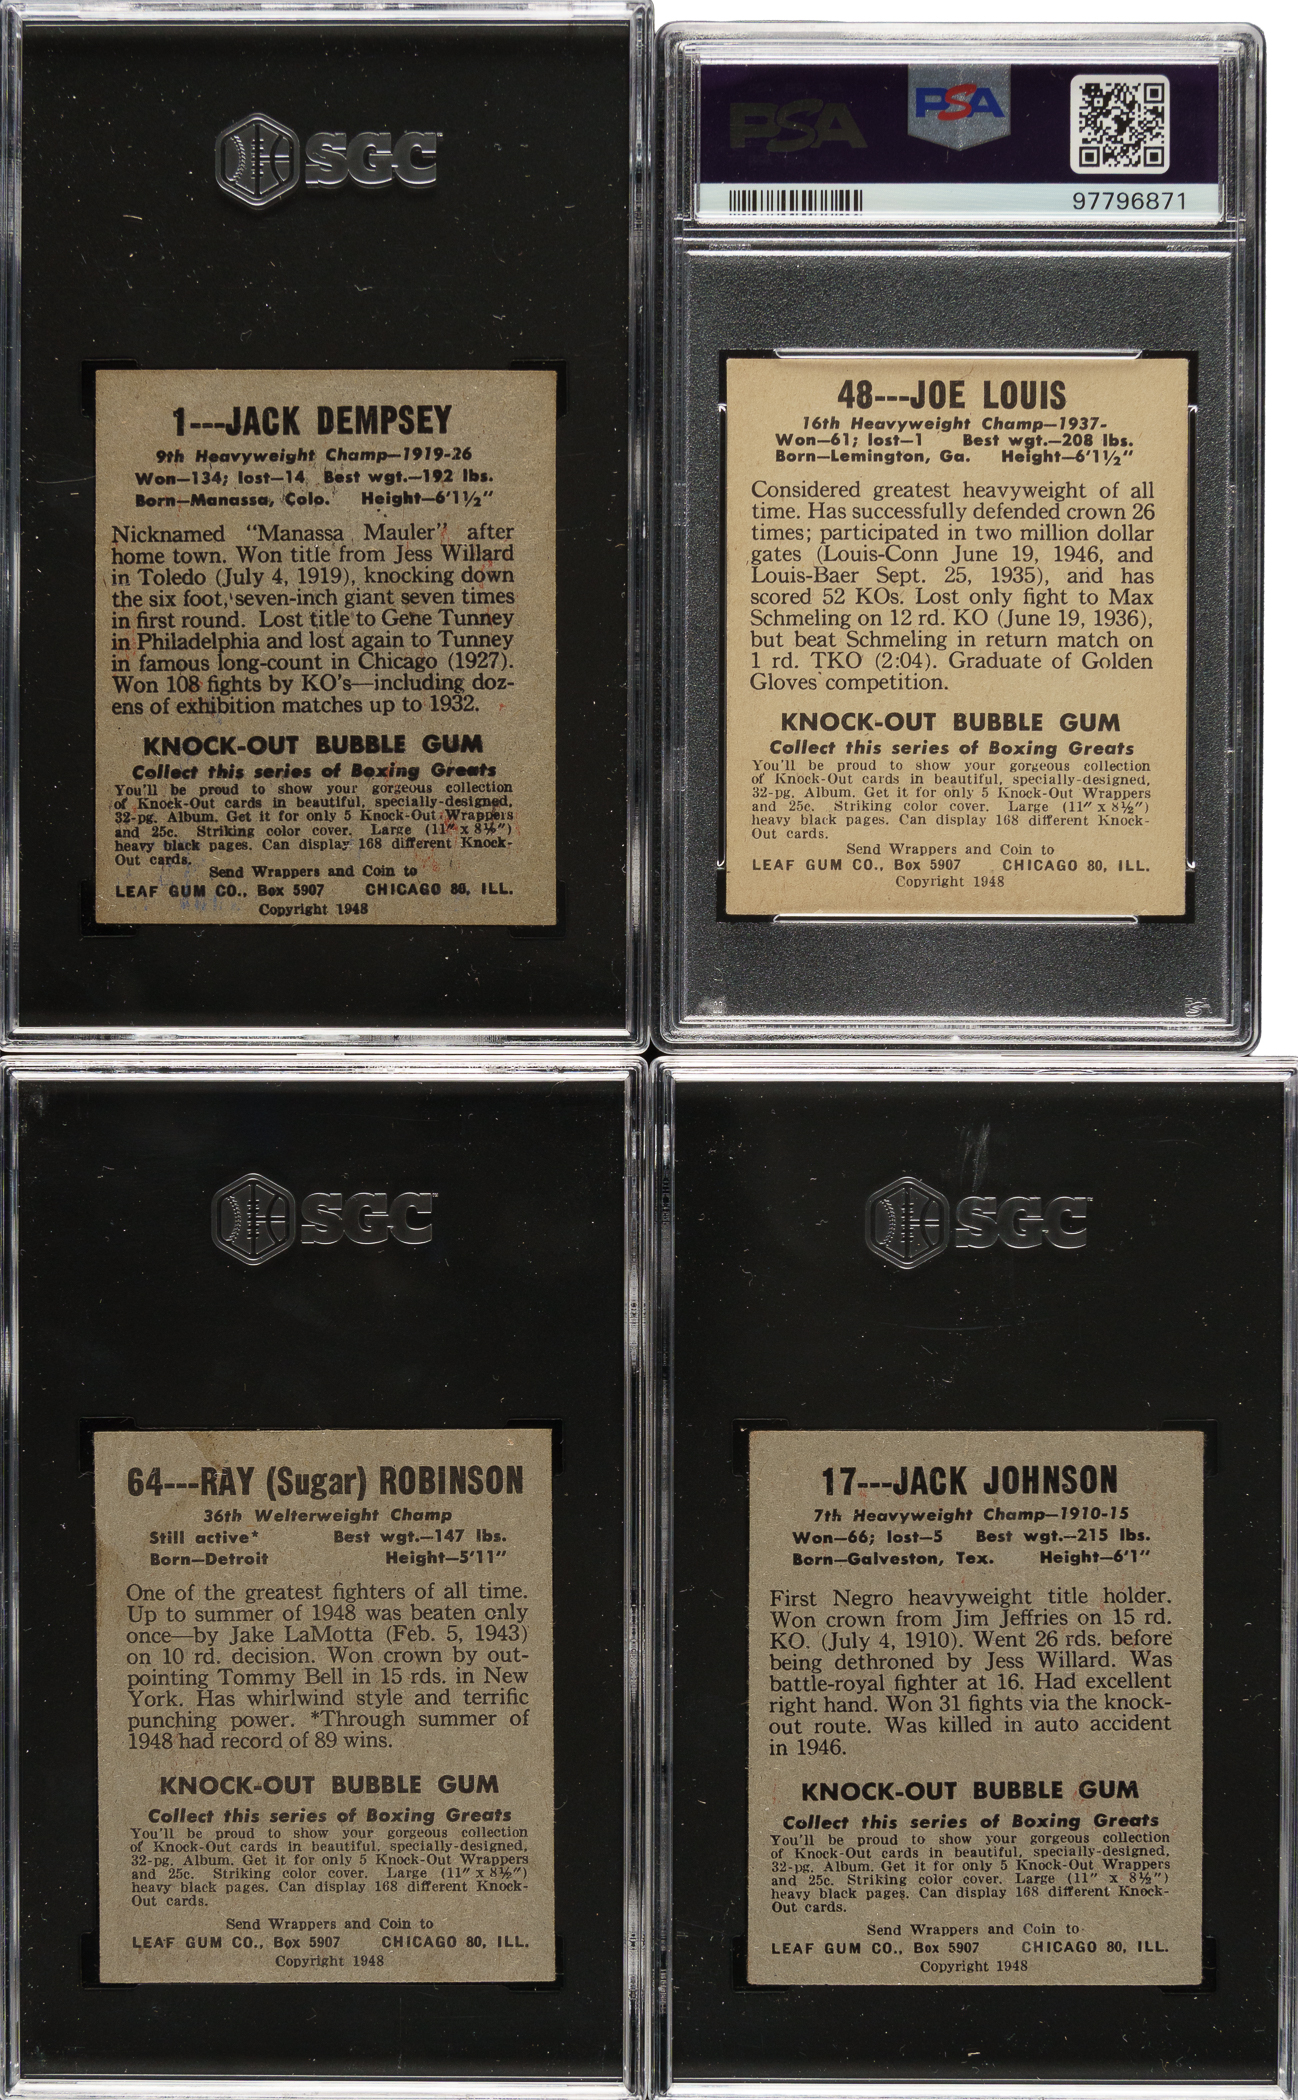 SGC
1---JACK DEMPSEY
9th Heavyweight Champ—1919-26
Won—134; lost—14 Best wgt.—192 lbs.
Born—Manassa, Colo. Height—6'1½"
Nicknamed "Manassa Mauler" after
home town. Won title from Jess Willard
in Toledo (July 4, 1919), knocking down
the six foot, seven-inch giant seven times
in first round. Lost title to Gene Tunney
in Philadelphia and lost again to Tunney
in famous long-count in Chicago (1927).
Won 108 fights by KO's—including doz-
ens of exhibition matches up to 1932.
KNOCK-OUT BUBBLE GUM
Collect this series of Boxing Greats
You'll be proud to show your gorgeous collection
of Knock-Out cards in beautiful, specially-designed,
32-pg. Album. Get it for only 5 Knock-Out Wrappers
and 25c. Striking color cover. Large (11" x 8½")
heavy black pages. Can display 168 different Knock-
Out cards.
Send Wrappers and Coin to
LEAF GUM CO., Box 5907 CHICAGO 80, ILL.
Copyright 1948
PSA
PSA
97796871
48---JOE LOUIS
16th Heavyweight Champ—1937-
Won—61; lost—1 Best wgt.—208 lbs.
Born—Lemington, Ga. Height—6'1½"
Considered greatest heavyweight of all
time. Has successfully defended crown 26
times; participated in two million dollar
gates (Louis-Conn June 19, 1946, and
Louis-Baer Sept. 25, 1935), and has
scored 52 KOs. Lost only fight to Max
Schmeling on 12 rd. KO (June 19, 1936),
but beat Schmeling in return match on
1 rd. TKO (2:04). Graduate of Golden
Gloves competition.
KNOCK-OUT BUBBLE GUM
Collect this series of Boxing Greats
You'll be proud to show your gorgeous collection
of Knock-Out cards in beautiful, specially-designed,
32-pg. Album. Get it for only 5 Knock-Out Wrappers
and 25c. Striking color cover. Large (11" x 8½")
heavy black pages. Can display 168 different Knock-
Out cards.
Send Wrappers and Coin to
LEAF GUM CO., Box 5907 CHICAGO 80, ILL.
Copyright 1948
SGC
64---RAY (Sugar) ROBINSON
36th Welterweight Champ
Still active* Best wgt.—147 lbs.
Born—Detroit Height—5'11"
One of the greatest fighters of all time.
Up to summer of 1948 was beaten only
once—by Jake LaMotta (Feb. 5, 1943)
on 10 rd. decision. Won crown by out-
pointing Tommy Bell in 15 rds. in New
York. Has whirlwind style and terrific
punching power. *Through summer of
1948 had record of 89 wins.
KNOCK-OUT BUBBLE GUM
Collect this series of Boxing Greats
You'll be proud to show your gorgeous collection
of Knock-Out cards in beautiful, specially-designed,
32-pg. Album. Get it for only 5 Knock-Out Wrappers
and 25c. Striking color cover. Large (11" x 8½")
heavy black pages. Can display 168 different Knock-
Out cards.
Send Wrappers and Coin to
LEAF GUM CO., Box 5907 CHICAGO 80, ILL.
Copyright 1948
SGC
17---JACK JOHNSON
7th Heavyweight Champ—1910-15
Won—66; lost—5 Best wgt.—215 lbs.
Born—Galveston, Tex. Height—6'1"
First Negro heavyweight title holder.
Won crown from Jim Jeffries on 15 rd.
KO. (July 4, 1910). Went 26 rds. before
being dethroned by Jess Willard. Was
battle-royal fighter at 16. Had excellent
right hand. Won 31 fights via the knock-
out route. Was killed in auto accident
in 1946.
KNOCK-OUT BUBBLE GUM
Collect this series of Boxing Greats
You'll be proud to show your gorgeous collection
of Knock-Out cards in beautiful, specially-designed,
32-pg. Album. Get it for only 5 Knock-Out Wrappers
and 25c. Striking color cover. Large (11" x 8½")
heavy black pages. Can display 168 different Knock-
Out cards.
Send Wrappers and Coin to
LEAF GUM CO., Box 5907 CHICAGO 80, ILL.
Copyright 1948